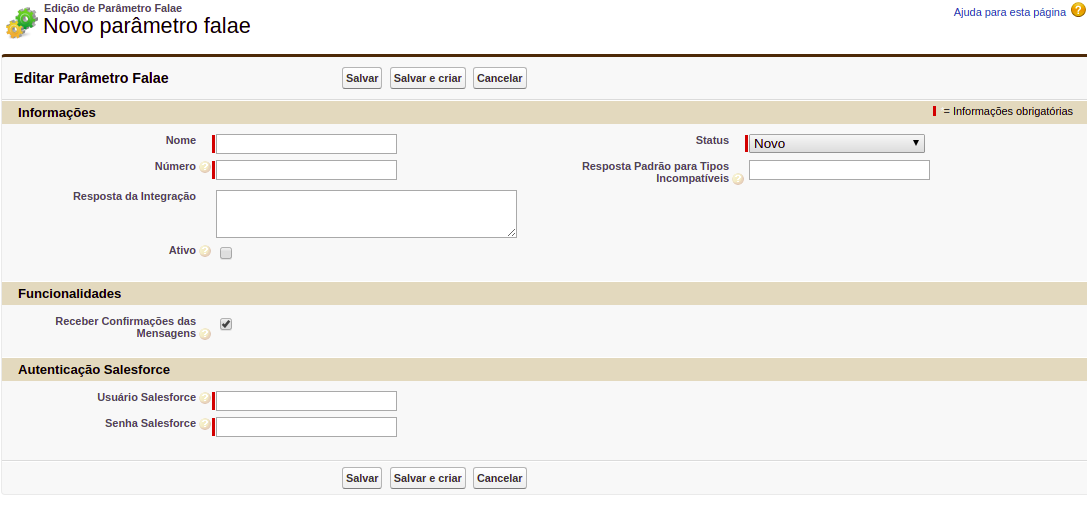 Edição de Parâmetro Falae
Novo parâmetro falae
Ajuda para esta página ?
Editar Parâmetro Falae
Salvar Salvar e criar Cancelar
Informações
= Informações obrigatórias
Nome
Status Novo
Número ?
Resposta Padrão para Tipos
Incompatíveis ?
Resposta da Integração
Ativo ?
Funcionalidades
Receber Confirmações das
Mensagens ?
Autenticação Salesforce
Usuário Salesforce ?
Senha Salesforce ?
Salvar Salvar e criar Cancelar